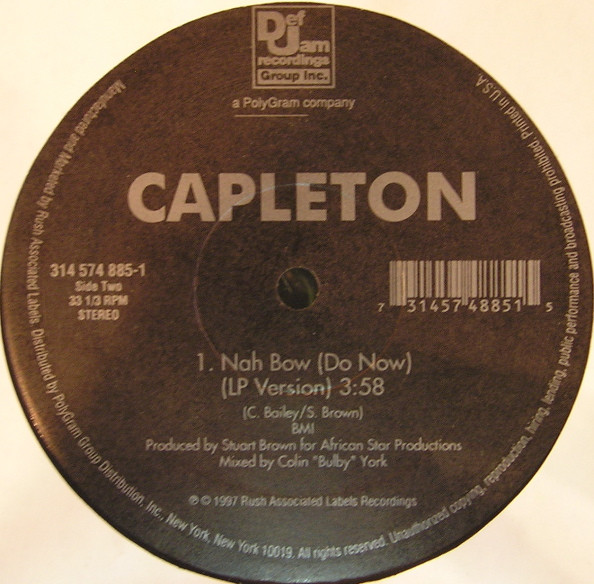 Def
Jam
recordings
Group Inc.
a PolyGram company
CAPLETON
314 574 885-1
Side Two
33 1/3 RPM
STEREO
7 31457 48851 5
1. Nah Bow (Do Now)
(LP Version) 3:58
(C. Bailey/S. Brown)
BMI
Produced by Stuart Brown for African Star Productions
Mixed by Colin "Bulby" York
℗ © 1997 Rush Associated Labels Recordings
Manufactured and Marketed by Rush Associated Labels, Distributed by PolyGram Group Distribution, Inc., New York, New York 10019. All rights reserved. Unauthorized copying, reproduction, hiring, lending, public performance and broadcasting prohibited. Printed in U.S.A.